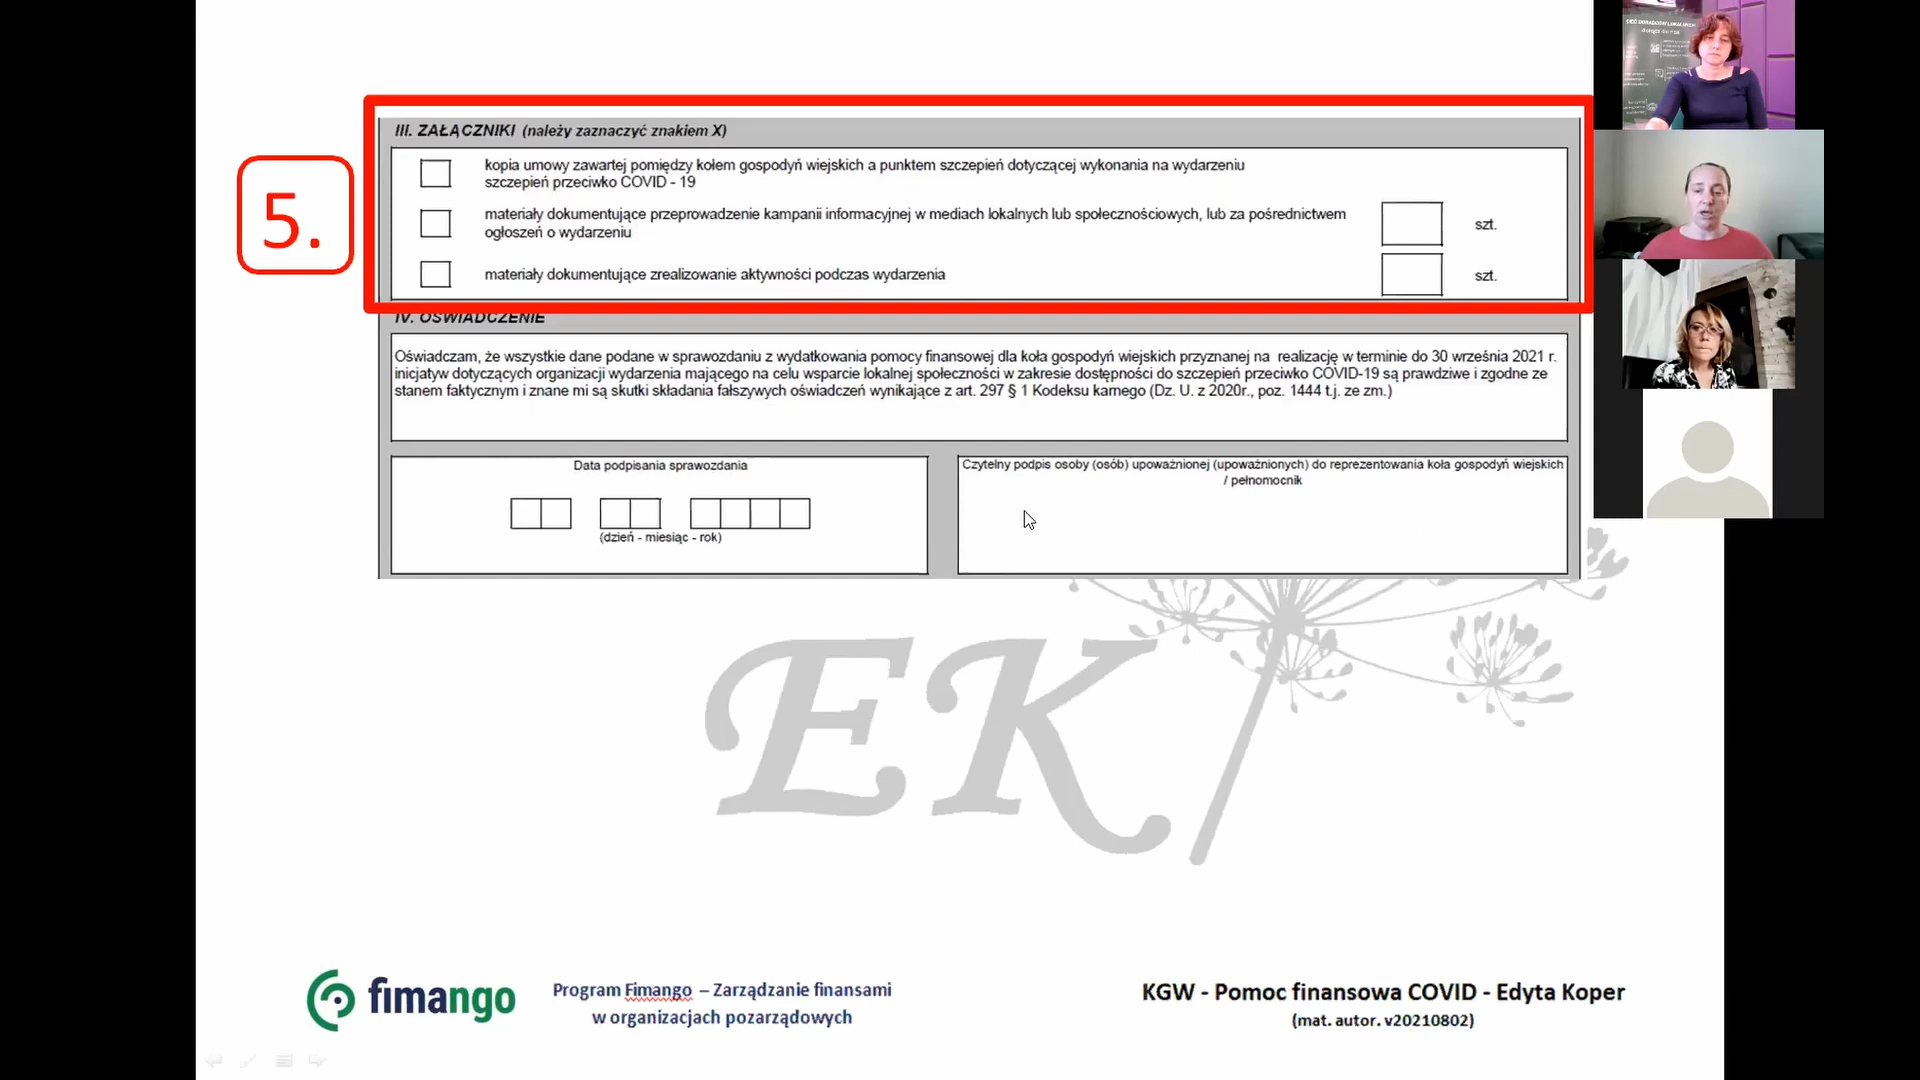 III. ZAŁĄCZNIKI (należy zaznaczyć znakiem X)
kopia umowy zawartej pomiędzy kołem gospodyń wiejskich a punktem szczepień dotyczącej wykonania na wydarzeniu
szczepień przeciwko COVID - 19
materiały dokumentujące przeprowadzenie kampanii informacyjnej w mediach lokalnych lub społecznościowych, lub za pośrednictwem
ogłoszeń o wydarzeniu
szt.
materiały dokumentujące zrealizowanie aktywności podczas wydarzenia
szt.
5.
IV. OŚWIADCZENIE
Oświadczam, że wszystkie dane podane w sprawozdaniu z wydatkowania pomocy finansowej dla koła gospodyń wiejskich przyznanej na realizację w terminie do 30 września 2021 r.
inicjatyw dotyczących organizacji wydarzenia mającego na celu wsparcie lokalnej społeczności w zakresie dostępności do szczepień przeciwko COVID-19 są prawdziwe i zgodne ze
stanem faktycznym i znane mi są skutki składania fałszywych oświadczeń wynikające z art. 297 § 1 Kodeksu karnego (Dz. U. z 2020r., poz. 1444 t.j. ze zm.)
Data podpisania sprawozdania
(dzień - miesiąc - rok)
Czytelny podpis osoby (osób) upoważnionej (upoważnionych) do reprezentowania koła gospodyń wiejskich
/ pełnomocnik
EK
fimango
Program Fimango – Zarządzanie finansami
w organizacjach pozarządowych
KGW - Pomoc finansowa COVID - Edyta Koper
(mat. autor. v20210802)